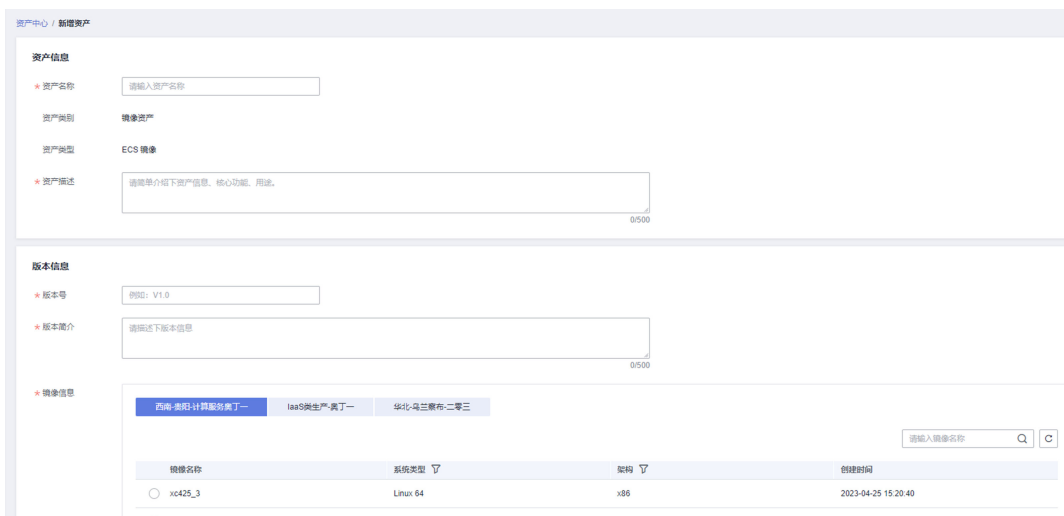 资产中心 / 新增资产
资产信息
* 资产名称 请输入资产名称
资产类别 镜像资产
资产类型 ECS 镜像
* 资产描述 请简单介绍下资产信息、核心功能、用途。
0/500
版本信息
* 版本号 例如：V1.0
* 版本简介 请描述下版本信息
0/500
* 镜像信息
西南-贵阳-计算服务奥丁一 IaaS类生产-奥丁一 华北-乌兰察布-二零三
请输入镜像名称
镜像名称 系统类型 架构 创建时间
xc425_3 Linux 64 x86 2023-04-25 15:20:40